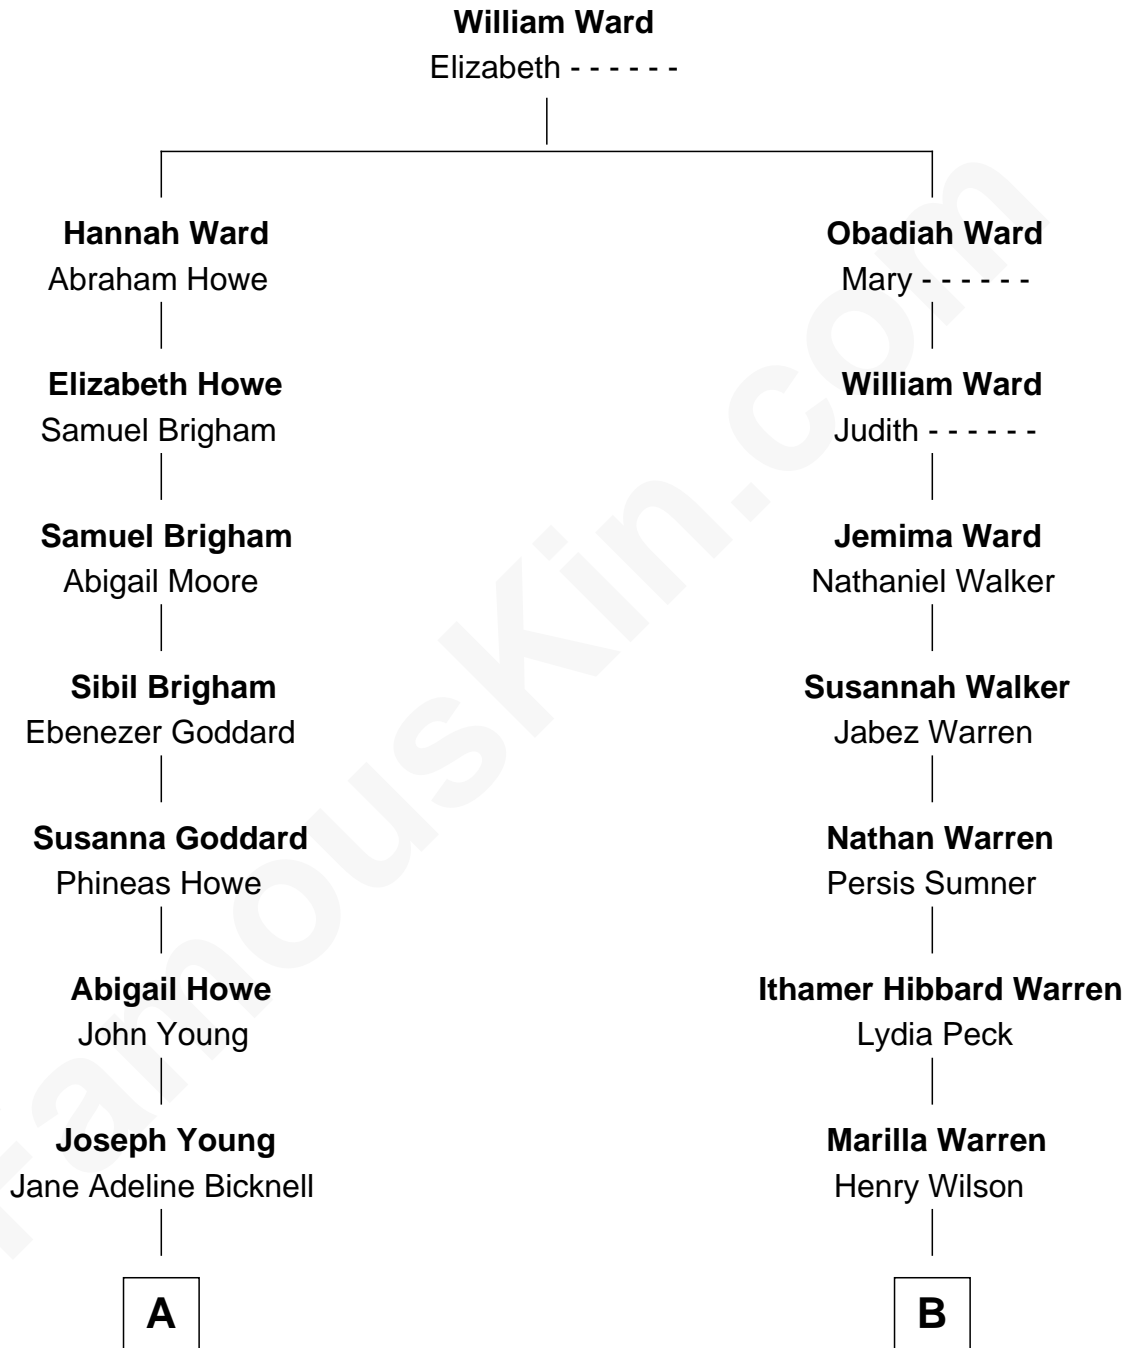 William Ward
Elizabeth - - - - - -
Hannah Ward
Abraham Howe
Obadiah Ward
Mary - - - - - -
Elizabeth Howe
Samuel Brigham
William Ward
Judith - - - - - -
Samuel Brigham
Abigail Moore
Jemima Ward
Nathaniel Walker
Sibil Brigham
Ebenezer Goddard
Susannah Walker
Jabez Warren
Susanna Goddard
Phineas Howe
Nathan Warren
Persis Sumner
Abigail Howe
John Young
Ithamer Hibbard Warren
Lydia Peck
Joseph Young
Jane Adeline Bicknell
Marilla Warren
Henry Wilson
A
B
FamousKin.com